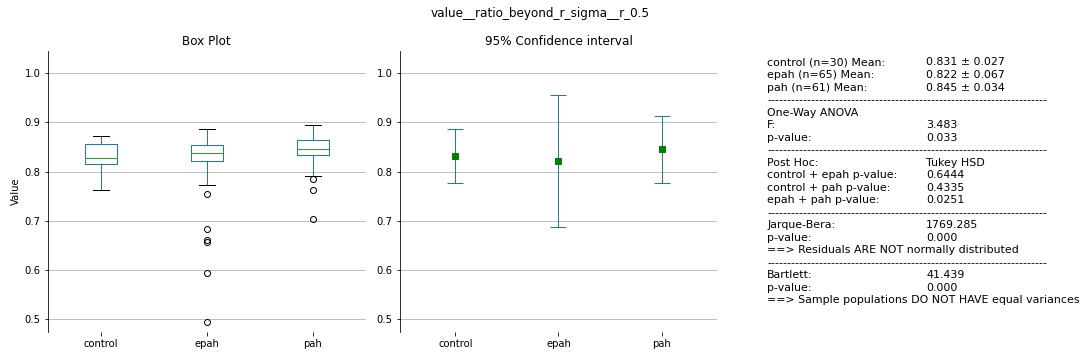 value__ratio_beyond_r_sigma__r_0.5
Box Plot
Value
1.0
0.9
0.8
0.7
0.6
0.5
control epah pah
95% Confidence interval
1.0
0.9
0.8
0.7
0.6
0.5
control epah pah
control (n=30) Mean: 0.831 ± 0.027
epah (n=65) Mean: 0.822 ± 0.067
pah (n=61) Mean: 0.845 ± 0.034
One-Way ANOVA
F: 3.483
p-value: 0.033
Post Hoc: Tukey HSD
control + epah p-value: 0.6444
control + pah p-value: 0.4335
epah + pah p-value: 0.0251
Jarque-Bera: 1769.285
p-value: 0.000
==> Residuals ARE NOT normally distributed
Bartlett: 41.439
p-value: 0.000
==> Sample populations DO NOT HAVE equal variances